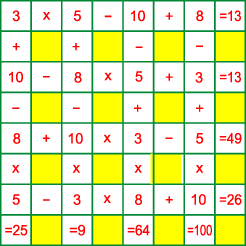 3 x 5 - 10 + 8 =13
+ + - -
10 - 8 x 5 + 3 =13
- - + +
8 + 10 x 3 - 5 =49
x x x x
5 - 3 x 8 + 10 =26
=25 =9 =64 =100